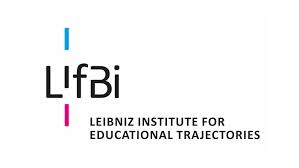 LIfBi
LEIBNIZ INSTITUTE FOR
EDUCATIONAL TRAJECTORIES